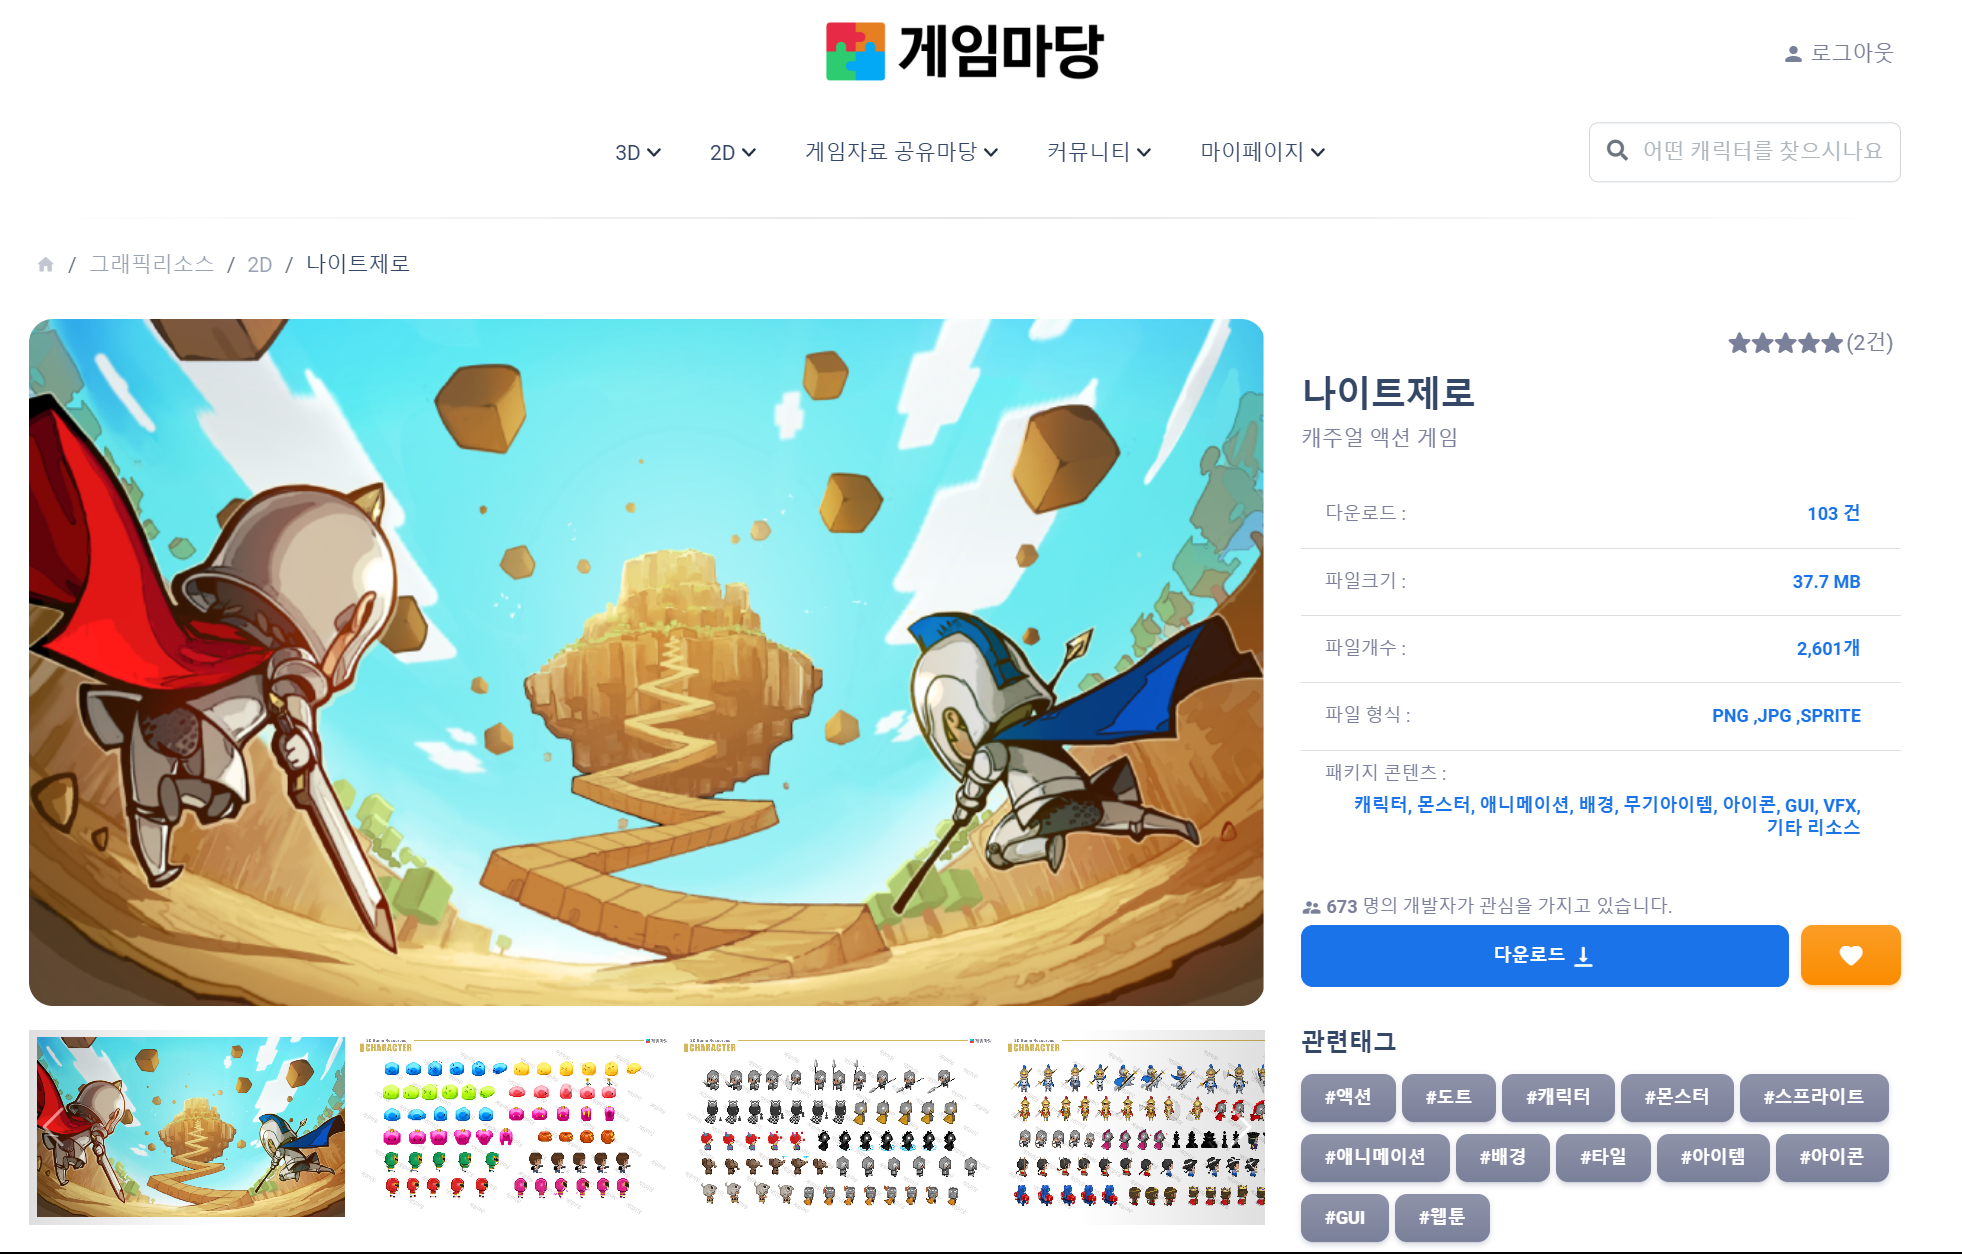 게임마당
로그아웃
3D
2D
게임자료 공유마당
커뮤니티
마이페이지
어떤 캐릭터를 찾으시나요
/ 그래픽리소스 / 2D / 나이트제로
(2건)
나이트제로
캐주얼 액션 게임
다운로드 :
103 건
파일크기 :
37.7 MB
파일개수 :
2,601개
파일 형식 :
PNG ,JPG ,SPRITE
패키지 콘텐츠 :
캐릭터, 몬스터, 애니메이션, 배경, 무기아이템, 아이콘, GUI, VFX,
기타 리소스
673 명의 개발자가 관심을 가지고 있습니다.
다운로드
CHARACTER
CHARACTER
CHARACTER
관련태그
#액션
#도트
#캐릭터
#몬스터
#스프라이트
#애니메이션
#배경
#타일
#아이템
#아이콘
#GUI
#웹툰